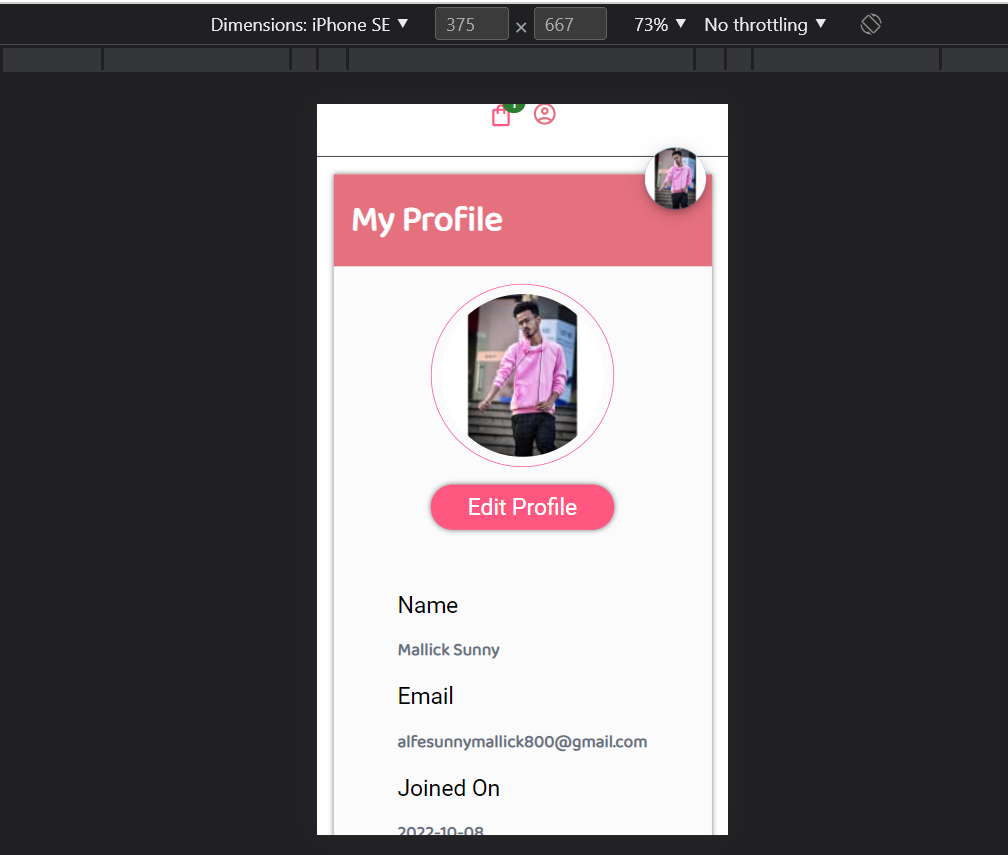 Dimensions: iPhone SE ▼ 375 × 667 73% ▼ No throttling ▼
My Profile
Edit Profile
Name
Mallick Sunny
Email
alfesunnymallick800@gmail.com
Joined On
2022-10-08